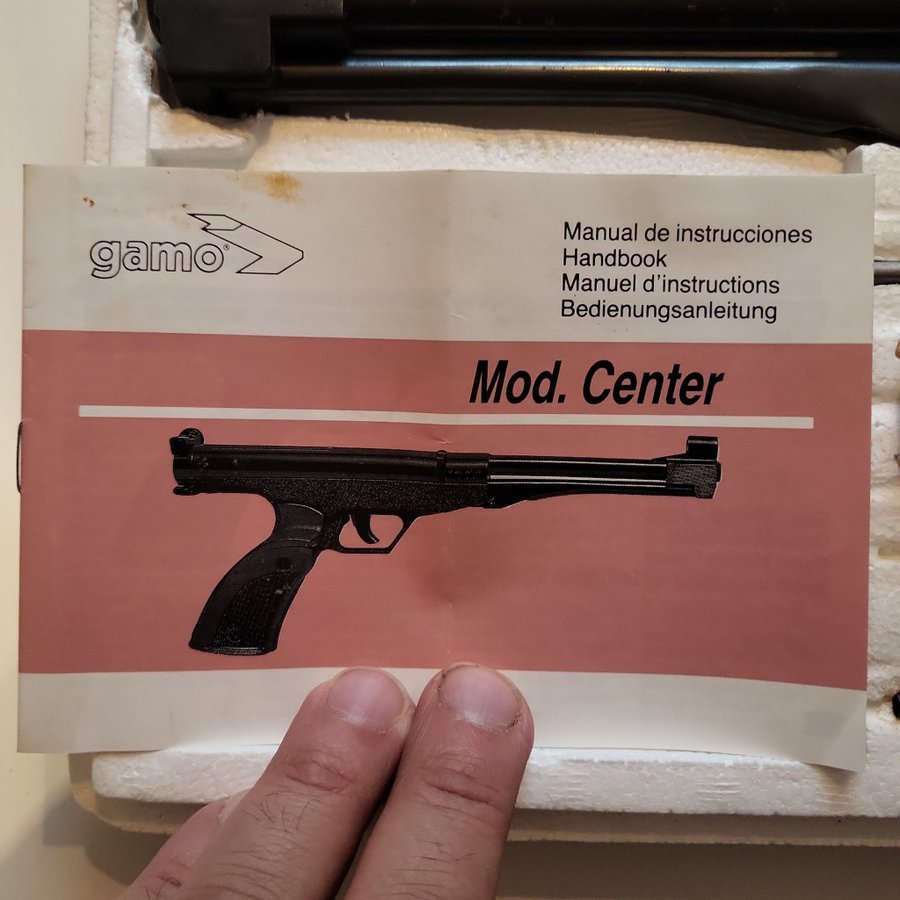 gamo®
Manual de instrucciones
Handbook
Manuel d'instructions
Bedienungsanleitung
Mod. Center